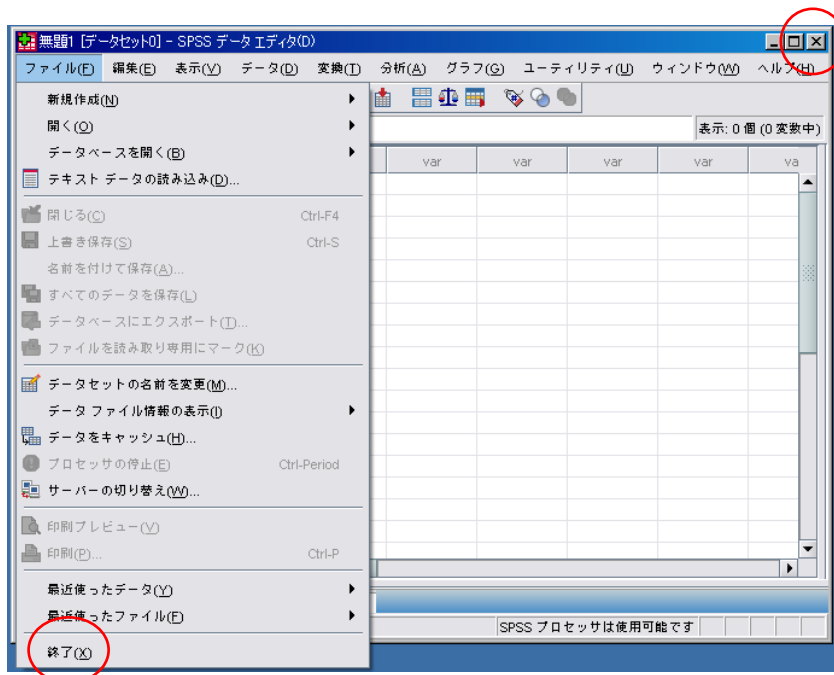 無題1 [データセット0] - SPSS データ エディタ(D)
ファイル(F) 編集(E) 表示(V) データ(D) 変換(T) 分析(A) グラフ(G) ユーティリティ(U) ウィンドウ(W) ヘルプ(H)
新規作成(N)
開く(O)
表示: 0 個 (0 変数中)
データベースを開く(B)
var var var var va
テキスト データの読み込み(D)...
閉じる(C) Ctrl-F4
上書き保存(S) Ctrl-S
名前を付けて保存(A)...
すべてのデータを保存(L)
データベースにエクスポート(T)...
ファイルを読み取り専用にマーク(K)
データセットの名前を変更(M)...
データ ファイル情報の表示(I)
データをキャッシュ(H)...
プロセッサの停止(E) Ctrl-Period
サーバーの切り替え(W)...
印刷プレビュー(V)
印刷(P)... Ctrl-P
最近使ったデータ(Y)
最近使ったファイル(F)
SPSS プロセッサは使用可能です
終了(X)